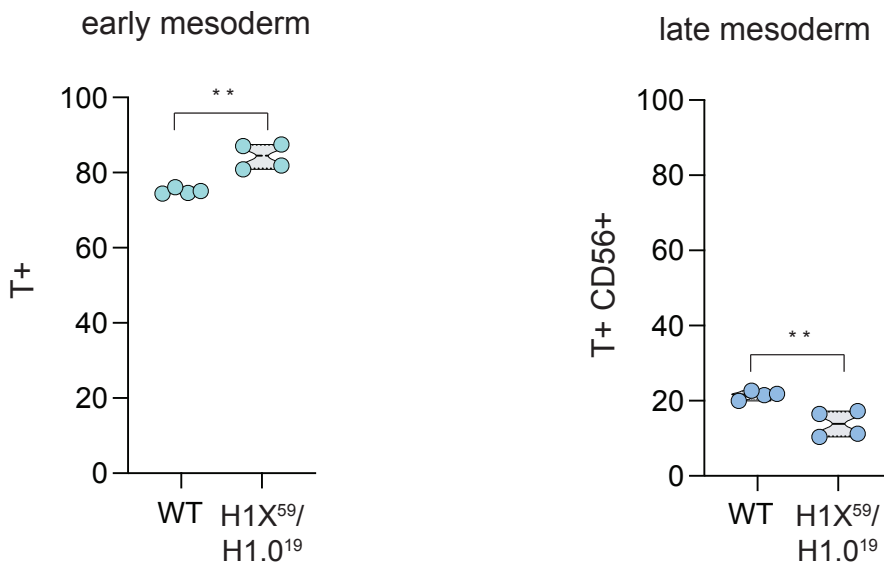 early mesoderm
T+
100
80
60
40
20
0
* *
WT
H1X⁵⁹/
H1.0¹⁹
late mesoderm
T+ CD56+
100
80
60
40
20
0
* *
WT
H1X⁵⁹/
H1.0¹⁹